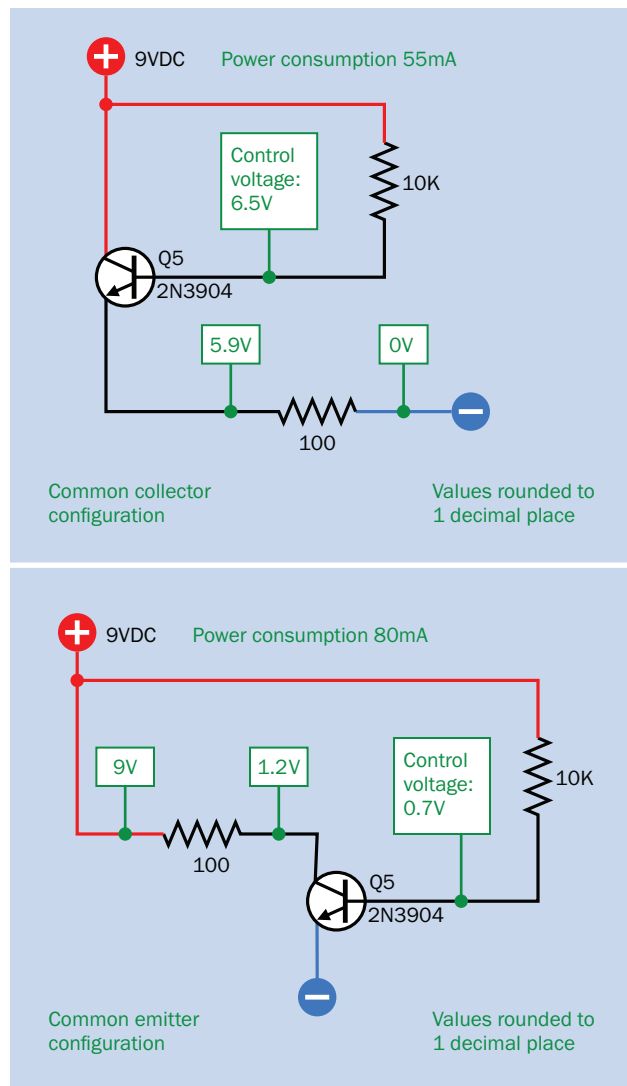 9VDC Power consumption 55mA
Control
voltage:
6.5V
10K
Q5
2N3904
5.9V
0V
100
Common collector
configuration
Values rounded to
1 decimal place
9VDC Power consumption 80mA
9V
1.2V
Control
voltage:
0.7V
10K
100
Q5
2N3904
Common emitter
configuration
Values rounded to
1 decimal place